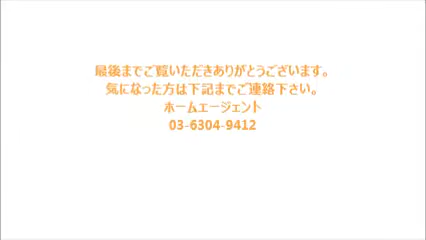 最後までご覧いただきありがとうございます。
気になった方は下記までご連絡下さい。
ホームエージェント
03-6304-9412